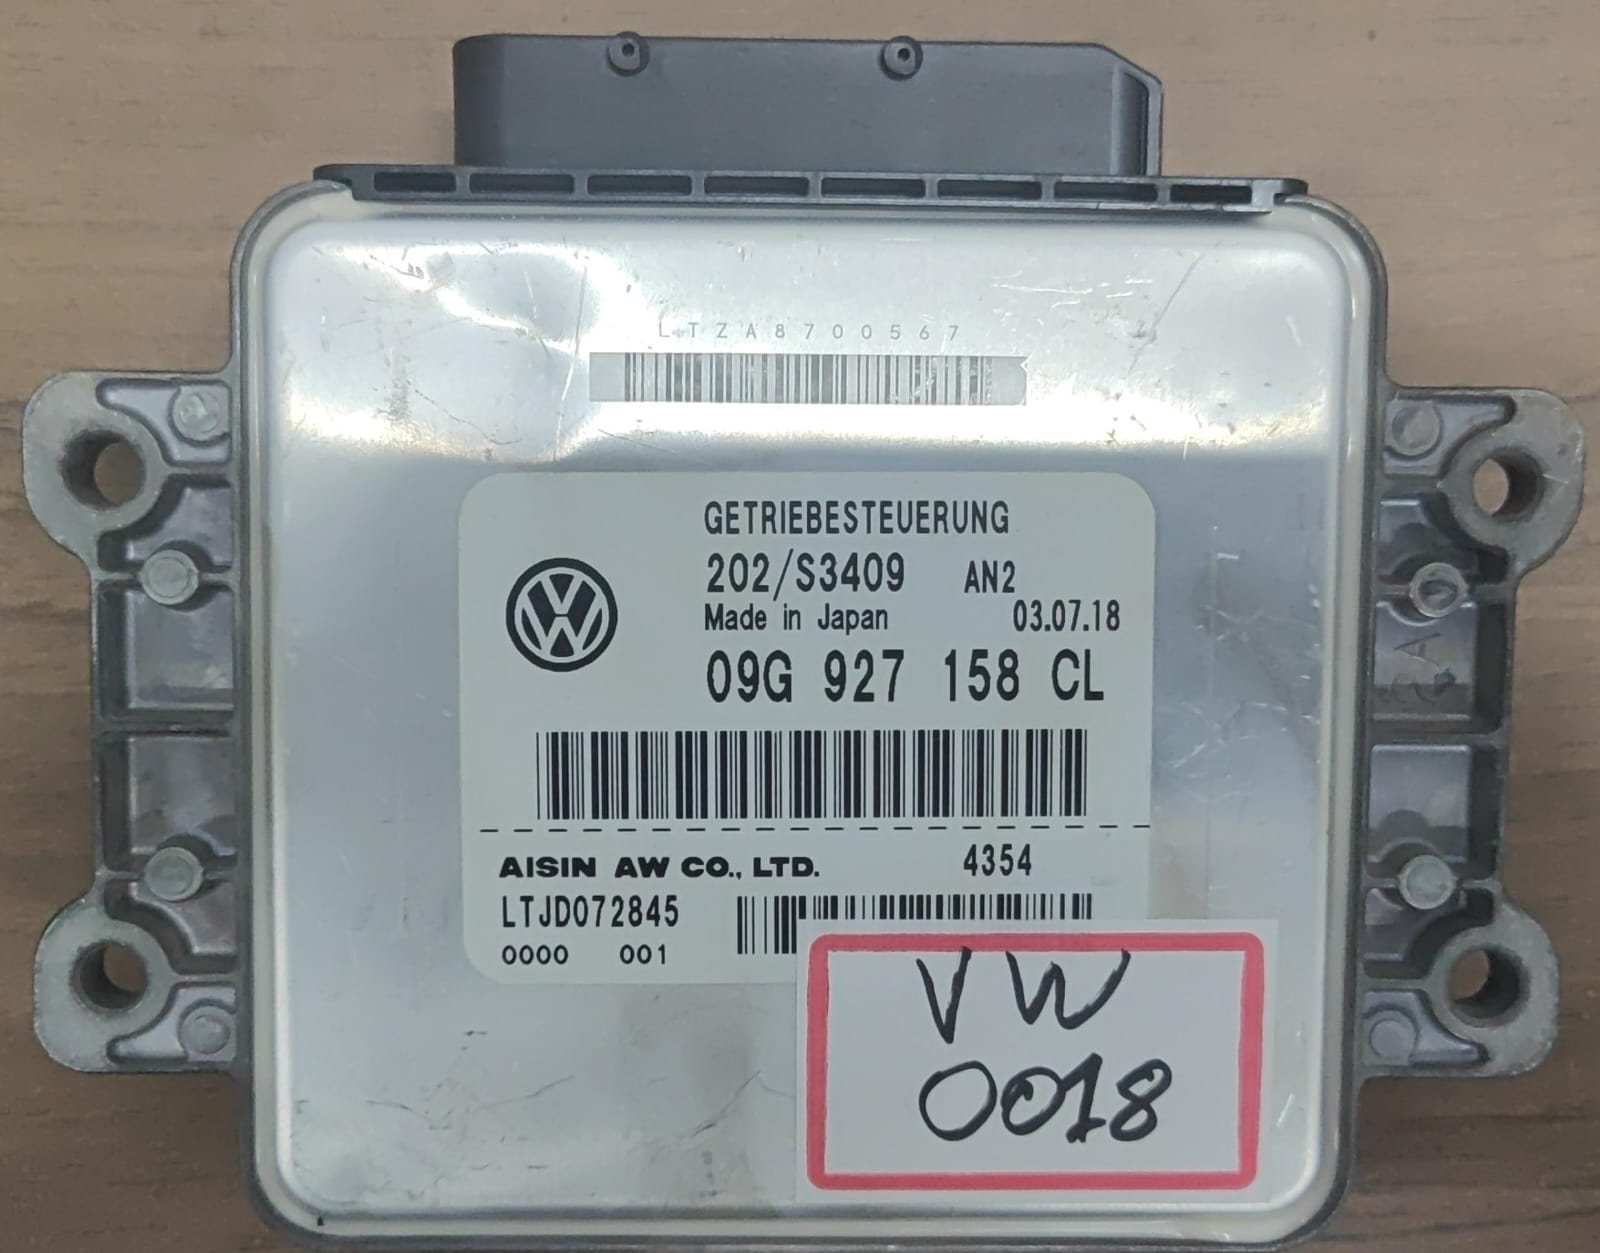 LTZA8700567
GETRIEBESTEUERUNG
202/S3409 AN2
Made in Japan 03.07.18
09G 927 158 CL
AISIN AW CO., LTD. 4354
LTJD072845
0000 001
VW
0018